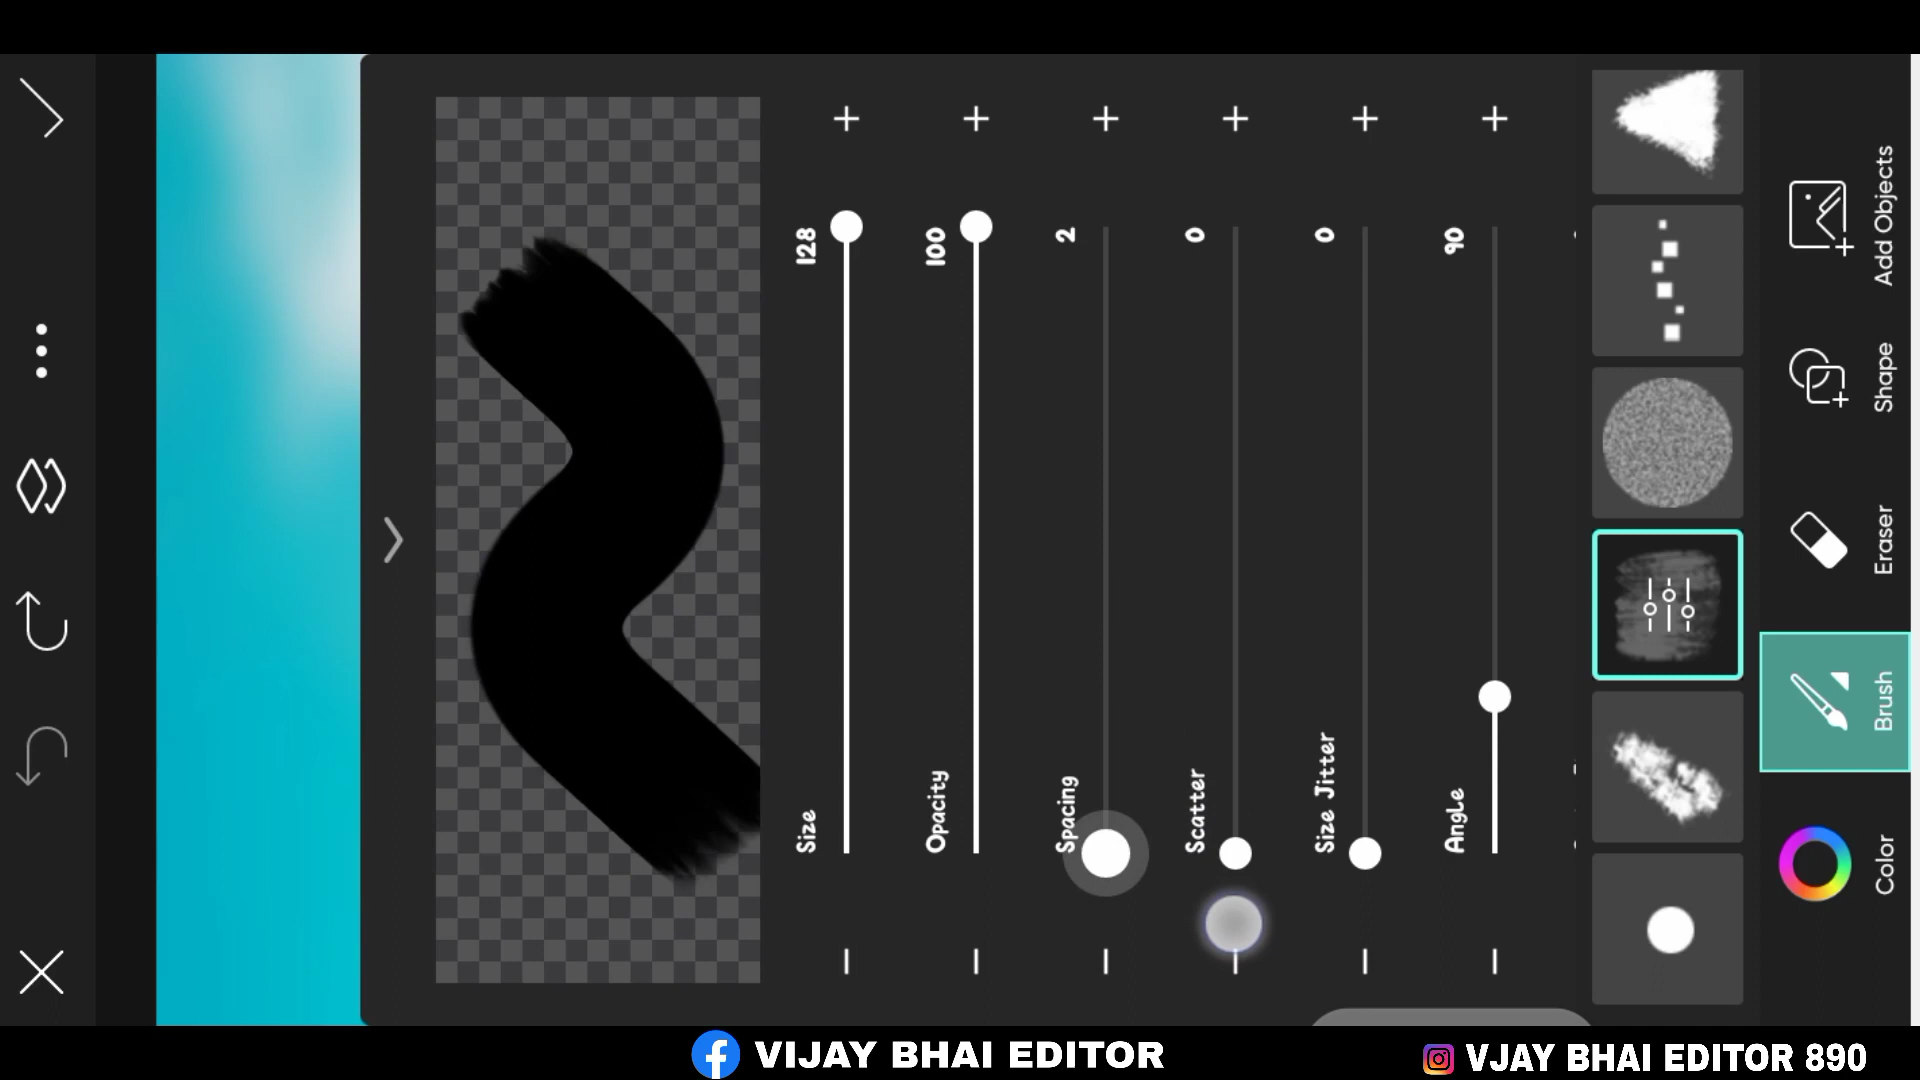 Size
128
Opacity
100
Spacing
2
Scatter
0
Size Jitter
0
Angle
90
Add Objects
Shape
Eraser
Brush
Color
VIJAY BHAI EDITOR
VJAY BHAI EDITOR 890